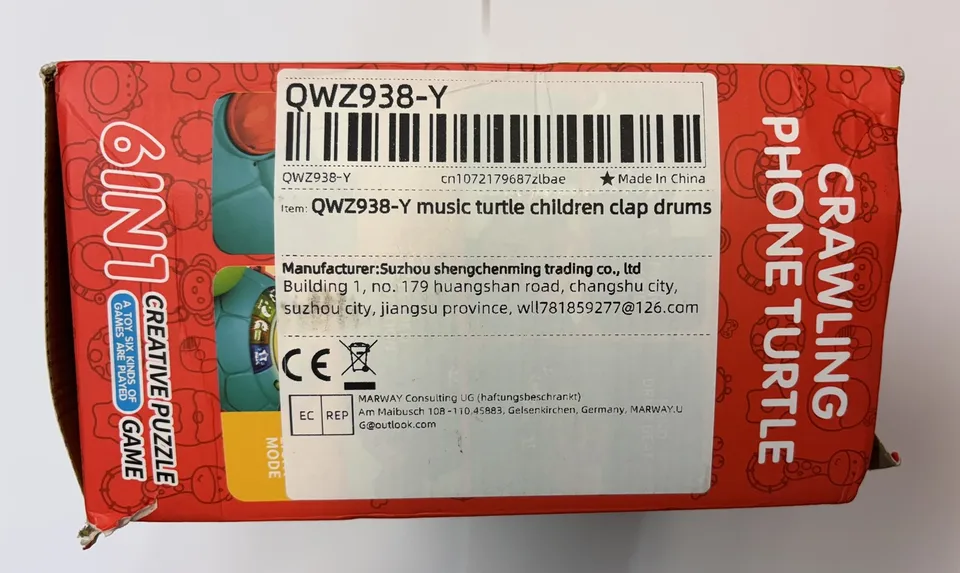 QWZ938-Y
QWZ938-Y cn1072179687zlbae ★ Made In China
Item: QWZ938-Y music turtle children clap drums
Manufacturer:Suzhou shengchenming trading co., ltd
Building 1, no. 179 huangshan road, changshu city,
suzhou city, jiangsu province, wll781859277@126.com
CE
EC REP
MARWAY Consulting UG (haftungsbeschrankt)
Am Maibusch 108-110,45883, Gelsenkirchen, Germany, MARWAY.U
G@outlook.com
6IN1
CREATIVE PUZZLE
A TOY SIX KINDS OF
GAMES ARE PLAYED
GAME
MODE
CRAWLING
PHONE TURTLE